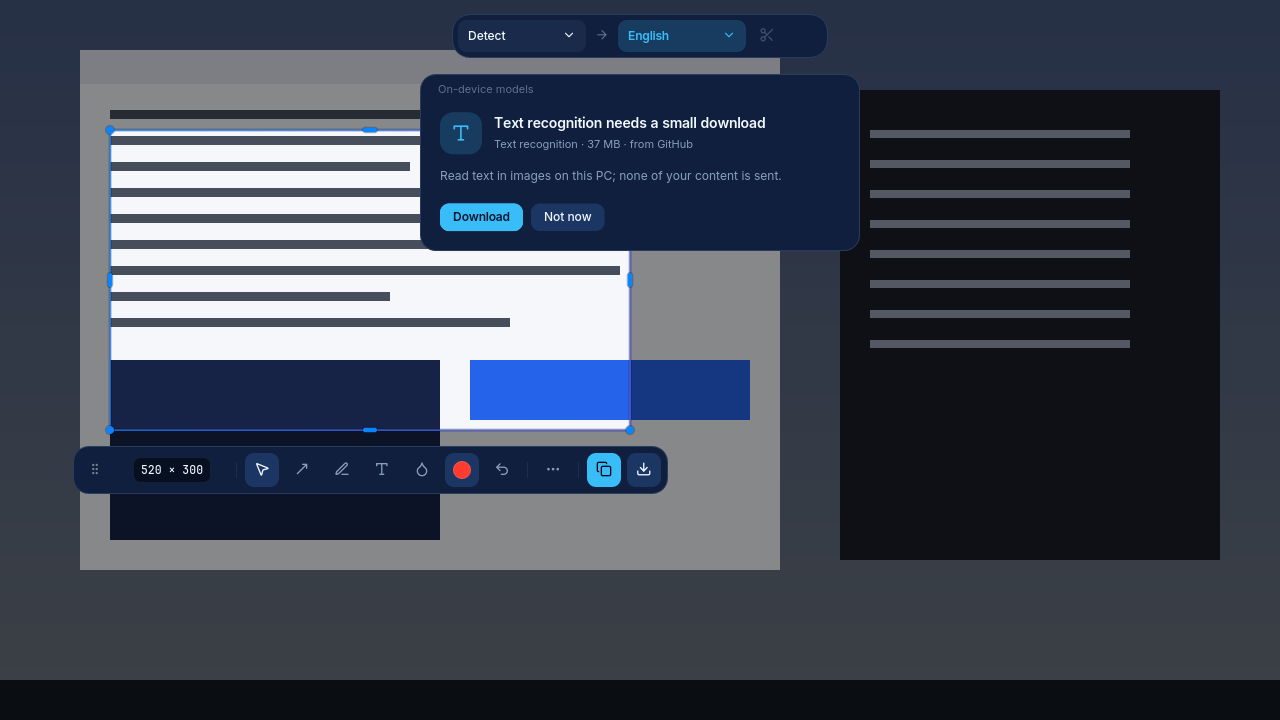 Detect
English
On-device models
Text recognition needs a small download
Text recognition · 37 MB · from GitHub
Read text in images on this PC; none of your content is sent.
Download
Not now
520 × 300